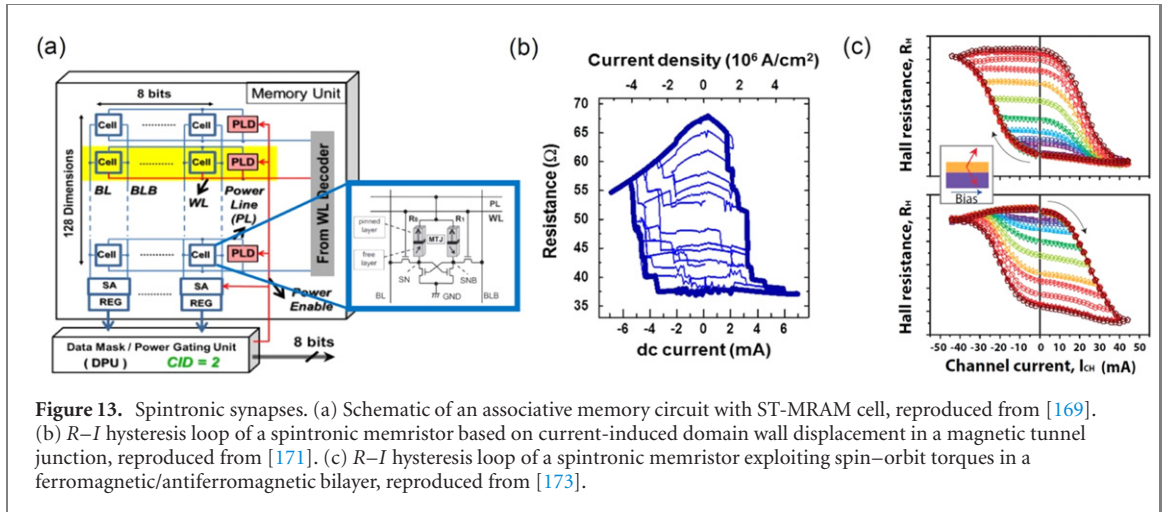 (a)
8 bits
Memory Unit
Cell
Cell
PLD
Cell
Cell
PLD
BL
BLB
WL
Power
Line
(PL)
128 Dimensions
From WL Decoder
Cell
Cell
PLD
SA
SA
REG
REG
Power
Enable
Data Mask / Power Gating Unit
( DPU )
CID = 2
8 bits
PL
WL
pinned
layer
R0
R1
MTJ
free
layer
SN
SNB
BL
GND
BLB
(b)
Current density (10⁶ A/cm²)
-4 -2 0 2 4
Resistance (Ω)
70
65
60
55
50
45
40
35
-6 -4 -2 0 2 4 6
dc current (mA)
(c)
Hall resistance, RH
Bias
Hall resistance, RH
-50 -40 -30 -20 -10 0 10 20 30 40 50
Channel current, ICH (mA)
Figure 13. Spintronic synapses. (a) Schematic of an associative memory circuit with ST-MRAM cell, reproduced from [169].
(b) R–I hysteresis loop of a spintronic memristor based on current-induced domain wall displacement in a magnetic tunnel
junction, reproduced from [171]. (c) R–I hysteresis loop of a spintronic memristor exploiting spin–orbit torques in a
ferromagnetic/antiferromagnetic bilayer, reproduced from [173].